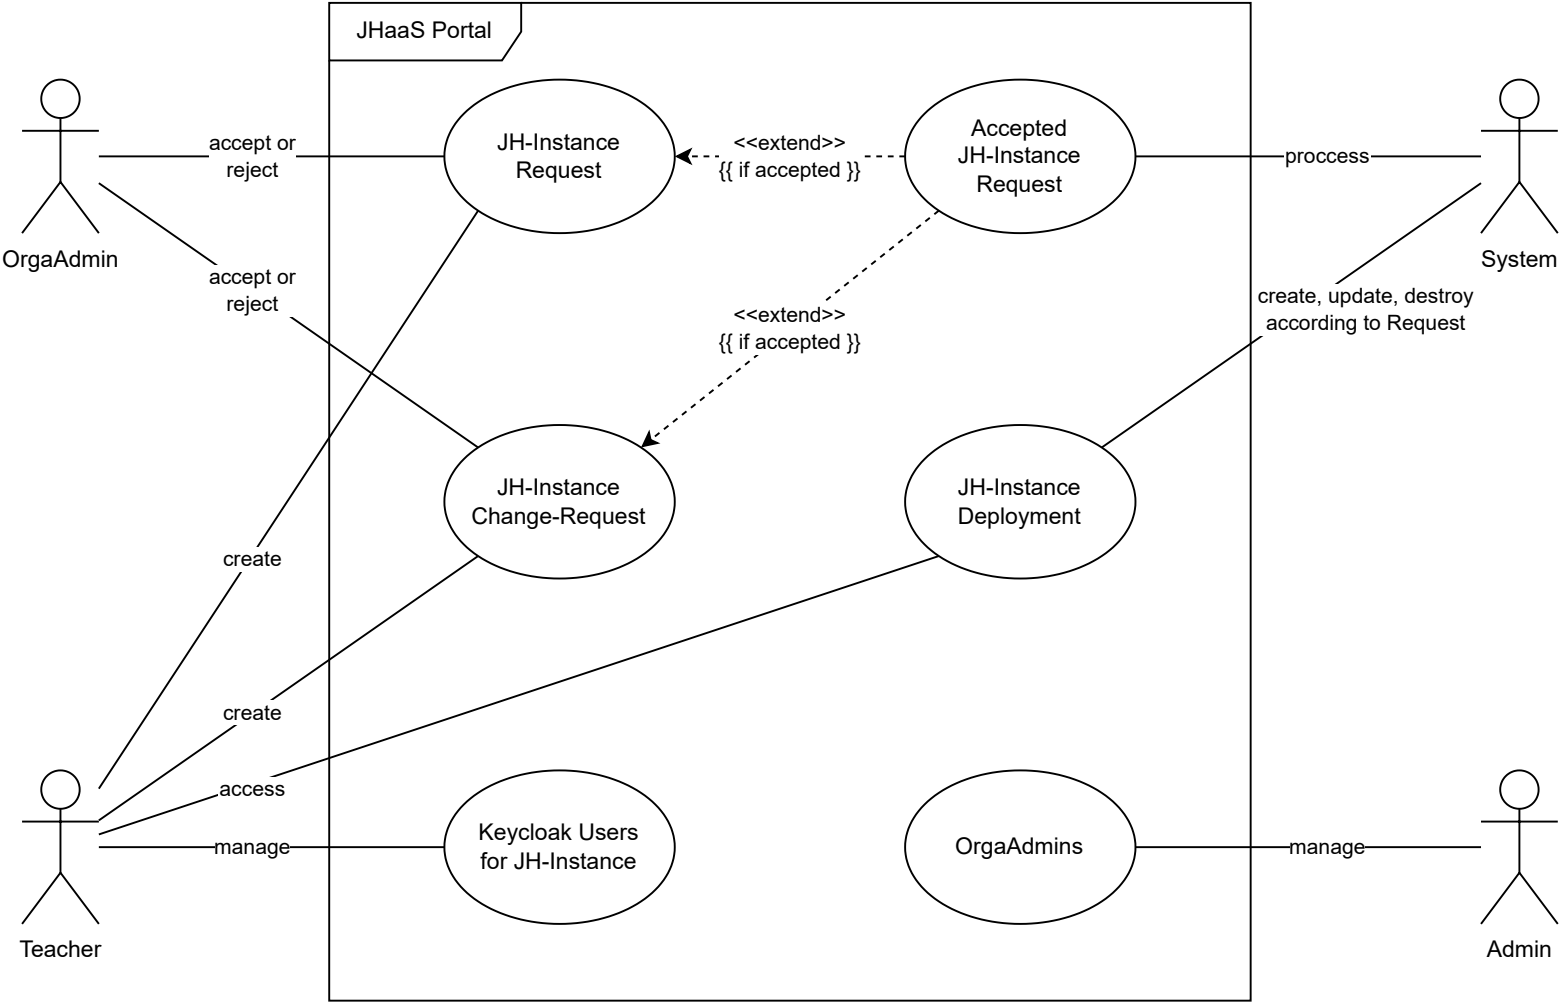 JHaaS Portal
accept or
reject
JH-Instance
Request
<<extend>>
{{ if accepted }}
Accepted
JH-Instance
Request
proccess
OrgaAdmin
System
accept or
reject
<<extend>>
{{ if accepted }}
create, update, destroy
according to Request
JH-Instance
Change-Request
JH-Instance
Deployment
create
create
access
manage
Keycloak Users
for JH-Instance
OrgaAdmins
manage
Teacher
Admin